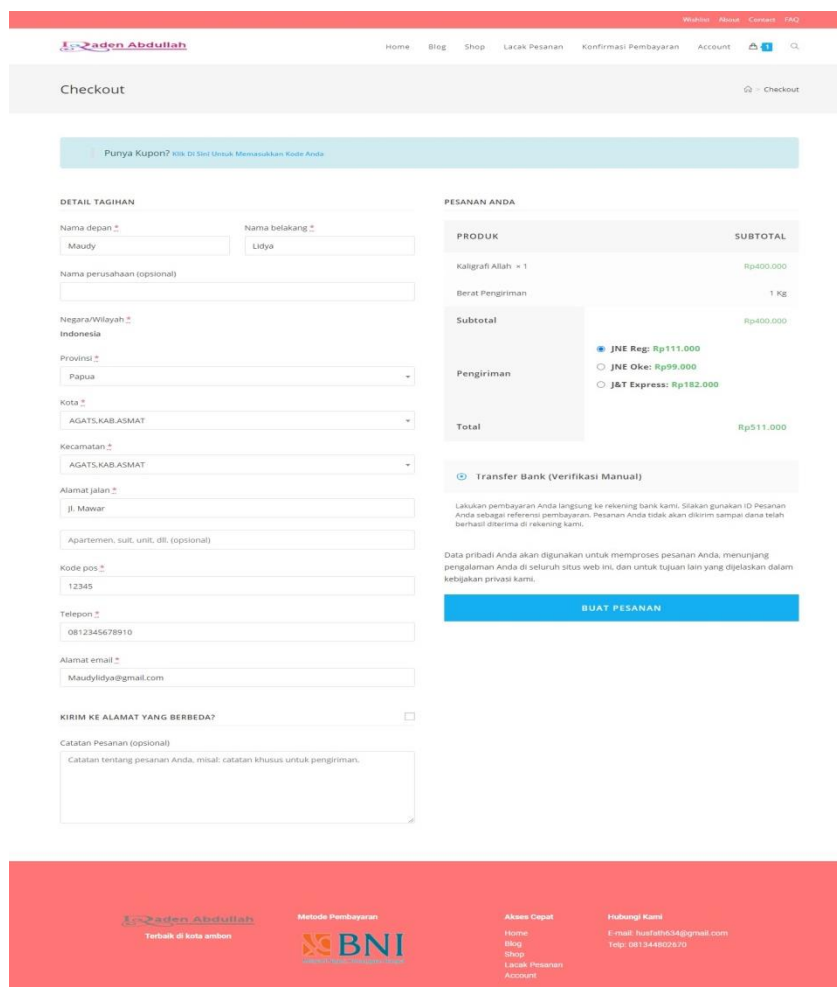 Wishlist About Contact FAQ
Raden Abdullah
Home Blog Shop Lacak Pesanan Konfirmasi Pembayaran Account 1
Checkout
> Checkout
Punya Kupon? Klik Di Sini Untuk Memasukkan Kode Anda
DETAIL TAGIHAN
Nama depan * Nama belakang *
Maudy Lidya
Nama perusahaan (opsional)
Negara/Wilayah *
Indonesia
Provinsi *
Papua
Kota *
AGATS,KAB.ASMAT
Kecamatan *
AGATS,KAB.ASMAT
Alamat jalan *
Jl. Mawar
Apartemen, suit, unit, dll. (opsional)
Kode pos *
12345
Telepon *
0812345678910
Alamat email *
Maudylidya@gmail.com
KIRIM KE ALAMAT YANG BERBEDA?
Catatan Pesanan (opsional)
Catatan tentang pesanan Anda, misal: catatan khusus untuk pengiriman.
PESANAN ANDA
PRODUK SUBTOTAL
Kaligrafi Allah × 1 Rp400.000
Berat Pengiriman 1 Kg
Subtotal Rp400.000
Pengiriman
JNE Reg: Rp111.000
JNE Oke: Rp99.000
J&T Express: Rp182.000
Total Rp511.000
Transfer Bank (Verifikasi Manual)
Lakukan pembayaran Anda langsung ke rekening bank kami. Silakan gunakan ID Pesanan
Anda sebagai referensi pembayaran. Pesanan Anda tidak akan dikirim sampai dana telah
berhasil diterima di rekening kami.
Data pribadi Anda akan digunakan untuk memproses pesanan Anda, menunjang
pengalaman Anda di seluruh situs web ini, dan untuk tujuan lain yang dijelaskan dalam
kebijakan privasi kami.
BUAT PESANAN
Raden Abdullah
Terbaik di kota ambon
Metode Pembayaran
BNI
Akses Cepat
Home
Blog
Shop
Lacak Pesanan
Account
Hubungi Kami
E-mail: husfath634@gmail.com
Telp: 081344802670